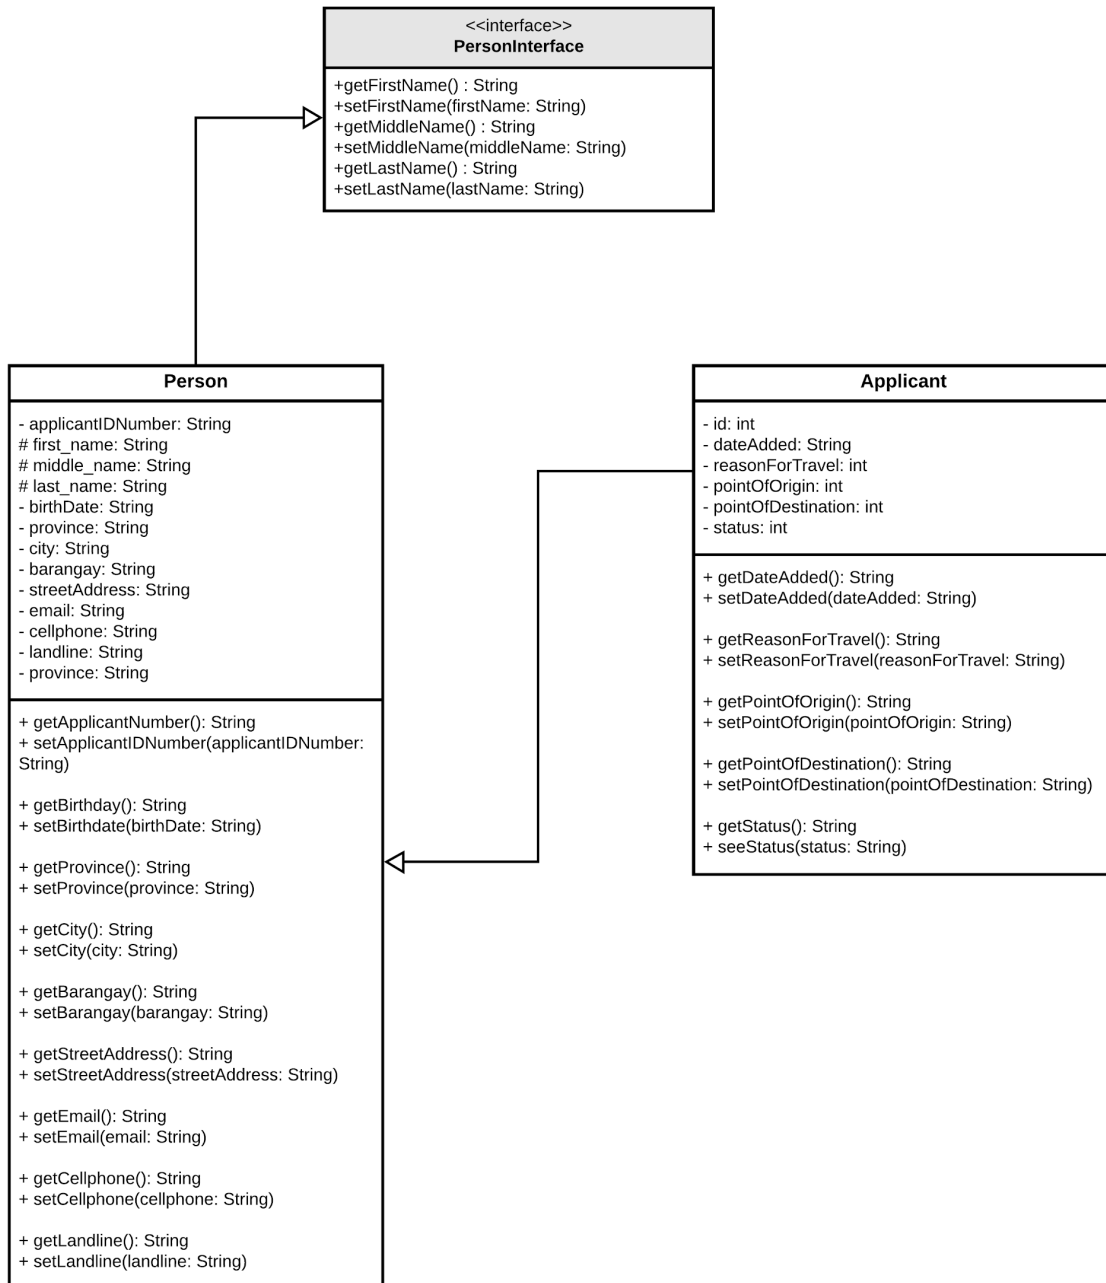 <<interface>>
PersonInterface
+getFirstName() : String
+setFirstName(firstName: String)
+getMiddleName() : String
+setMiddleName(middleName: String)
+getLastName() : String
+setLastName(lastName: String)
Person
- applicantIDNumber: String
# first_name: String
# middle_name: String
# last_name: String
- birthDate: String
- province: String
- city: String
- barangay: String
- streetAddress: String
- email: String
- cellphone: String
- landline: String
- province: String
+ getApplicantNumber(): String
+ setApplicantIDNumber(applicantIDNumber:
String)
+ getBirthday(): String
+ setBirthdate(birthDate: String)
+ getProvince(): String
+ setProvince(province: String)
+ getCity(): String
+ setCity(city: String)
+ getBarangay(): String
+ setBarangay(barangay: String)
+ getStreetAddress(): String
+ setStreetAddress(streetAddress: String)
+ getEmail(): String
+ setEmail(email: String)
+ getCellphone(): String
+ setCellphone(cellphone: String)
+ getLandline(): String
+ setLandline(landline: String)
Applicant
- id: int
- dateAdded: String
- reasonForTravel: int
- pointOfOrigin: int
- pointOfDestination: int
- status: int
+ getDateAdded(): String
+ setDateAdded(dateAdded: String)
+ getReasonForTravel(): String
+ setReasonForTravel(reasonForTravel: String)
+ getPointOfOrigin(): String
+ setPointOfOrigin(pointOfOrigin: String)
+ getPointOfDestination(): String
+ setPointOfDestination(pointOfDestination: String)
+ getStatus(): String
+ seeStatus(status: String)